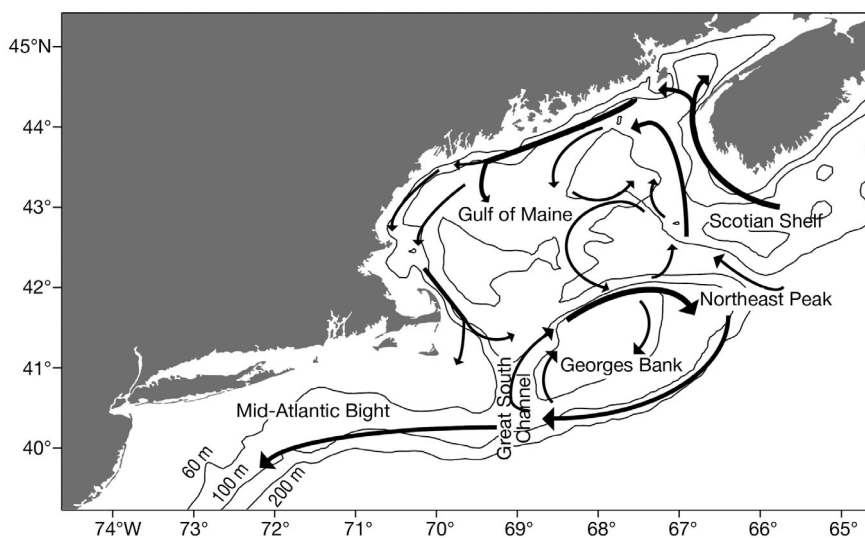 45°N
44°
43°
42°
41°
40°
Gulf of Maine
Scotian Shelf
Northeast Peak
Georges Bank
Great South
Channel
Mid-Atlantic Bight
60 m
100 m
200 m
74°W
73°
72°
71°
70°
69°
68°
67°
66°
65°